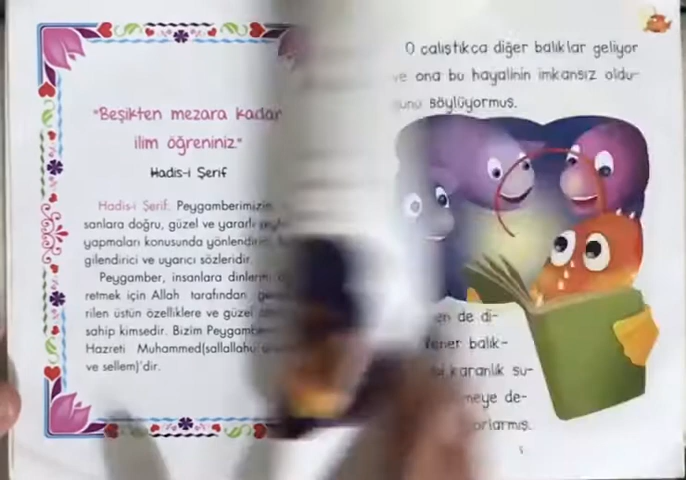 "Beşikten mezara kadar
ilim öğreniniz."
Hadis-i Şerif
Hadis-i Şerif: Peygamberimizin
sanlara doğru, güzel ve yararlı
yapmaları konusunda yönlendirici,
gilendirici ve uyarıcı sözleridir.
Peygamber, insanlara dinlerini
retmek için Allah tarafından
rilen üstün özelliklere ve güzel
sahip kimsedir. Bizim
Hazreti Muhammed(sallallahu
ve sellem)'dir.
O çalıştıkça diğer balıklar geliyor
ve ona bu hayalinin imkansız oldu-
ğunu söylüyormuş.
en de di-
balık-
karanlık su-
meye de-
orlarmış.